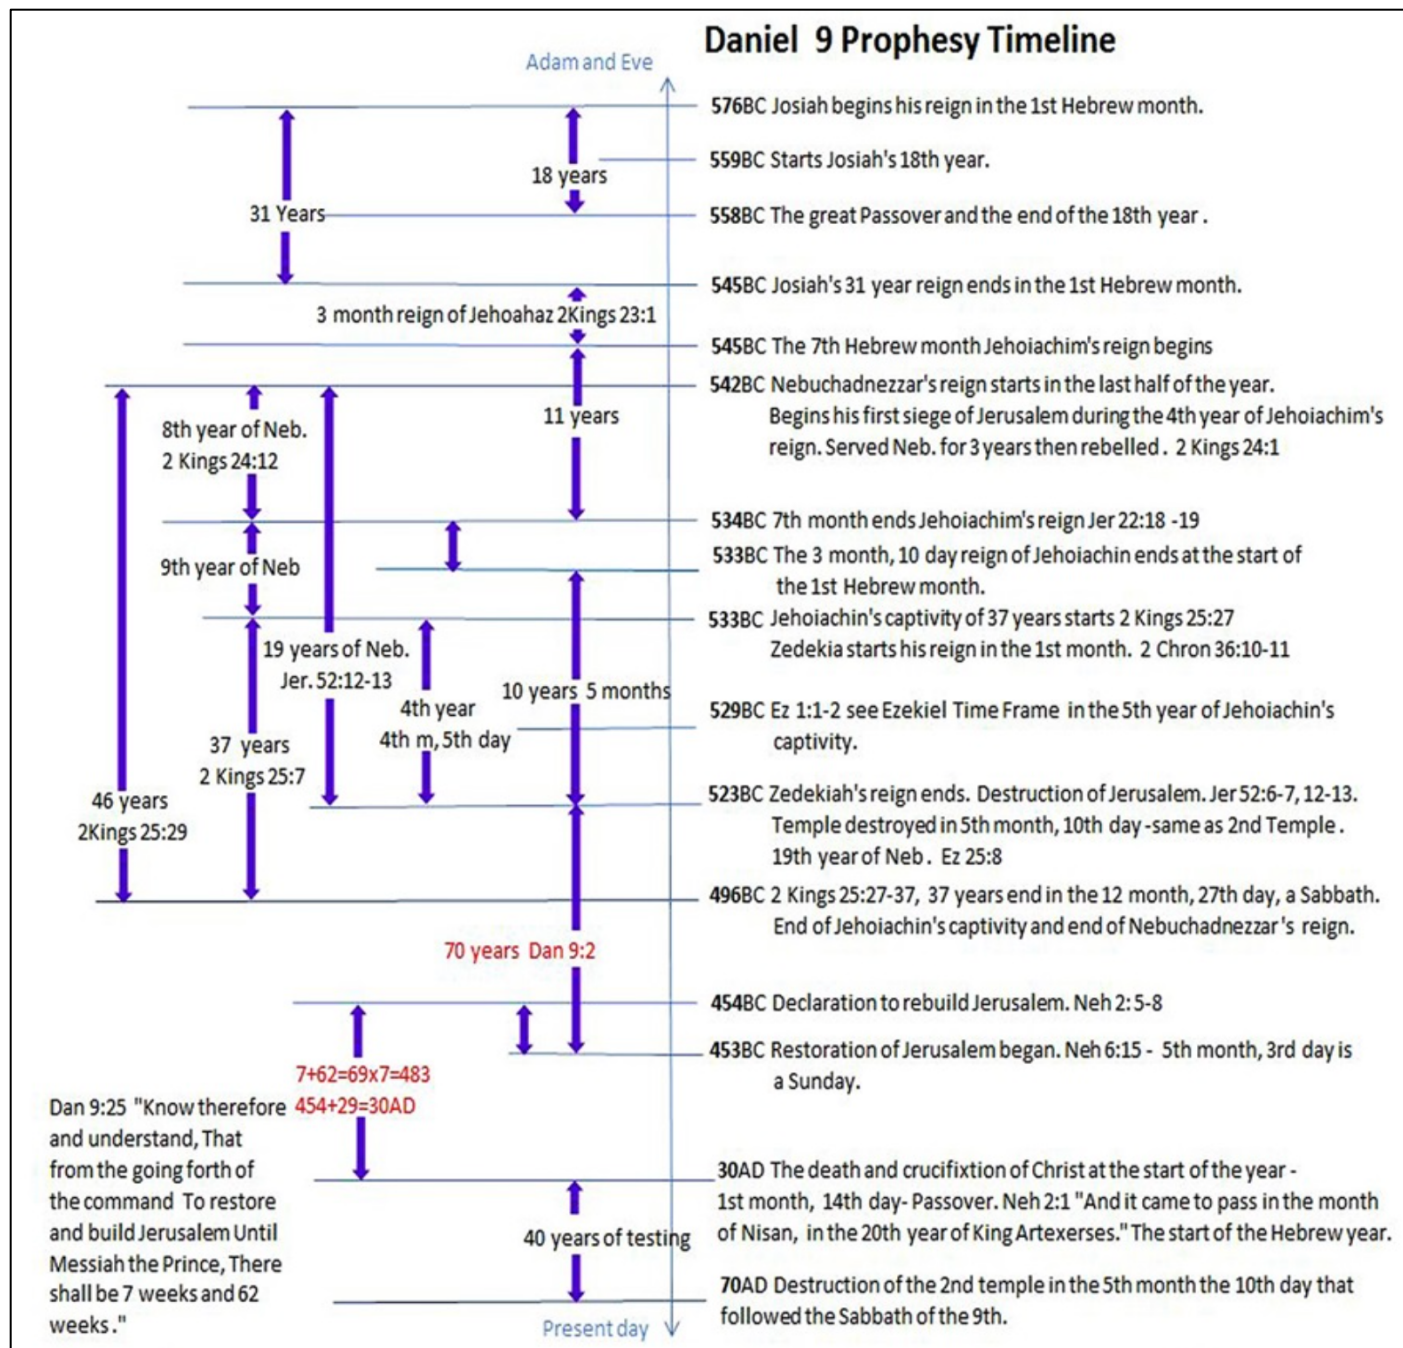 Daniel 9 Prophesy Timeline
Adam and Eve
576BC Josiah begins his reign in the 1st Hebrew month.
559BC Starts Josiah's 18th year.
18 years
31 Years
558BC The great Passover and the end of the 18th year .
545BC Josiah's 31 year reign ends in the 1st Hebrew month.
3 month reign of Jehoahaz 2Kings 23:1
545BC The 7th Hebrew month Jehoiachim's reign begins
542BC Nebuchadnezzar's reign starts in the last half of the year.
Begins his first siege of Jerusalem during the 4th year of Jehoiachim's
reign. Served Neb. for 3 years then rebelled . 2 Kings 24:1
11 years
8th year of Neb.
2 Kings 24:12
534BC 7th month ends Jehoiachim's reign Jer 22:18 -19
533BC The 3 month, 10 day reign of Jehoiachin ends at the start of
the 1st Hebrew month.
9th year of Neb
533BC Jehoiachin's captivity of 37 years starts 2 Kings 25:27
Zedekia starts his reign in the 1st month. 2 Chron 36:10-11
19 years of Neb.
Jer. 52:12-13
10 years 5 months
4th year
4th m, 5th day
529BC Ez 1:1-2 see Ezekiel Time Frame in the 5th year of Jehoiachin's
captivity.
37 years
2 Kings 25:7
46 years
2Kings 25:29
523BC Zedekiah's reign ends. Destruction of Jerusalem. Jer 52:6-7, 12-13.
Temple destroyed in 5th month, 10th day -same as 2nd Temple .
19th year of Neb . Ez 25:8
496BC 2 Kings 25:27-37, 37 years end in the 12 month, 27th day, a Sabbath.
End of Jehoiachin's captivity and end of Nebuchadnezzar's reign.
70 years Dan 9:2
454BC Declaration to rebuild Jerusalem. Neh 2: 5-8
453BC Restoration of Jerusalem began. Neh 6:15 - 5th month, 3rd day is
a Sunday.
7+62=69x7=483
454+29=30AD
Dan 9:25 "Know therefore
and understand, That
from the going forth of
the command To restore
and build Jerusalem Until
Messiah the Prince, There
shall be 7 weeks and 62
weeks ."
30AD The death and crucifixtion of Christ at the start of the year -
1st month, 14th day- Passover. Neh 2:1 "And it came to pass in the month
of Nisan, in the 20th year of King Artexerses." The start of the Hebrew year.
40 years of testing
70AD Destruction of the 2nd temple in the 5th month the 10th day that
followed the Sabbath of the 9th.
Present day